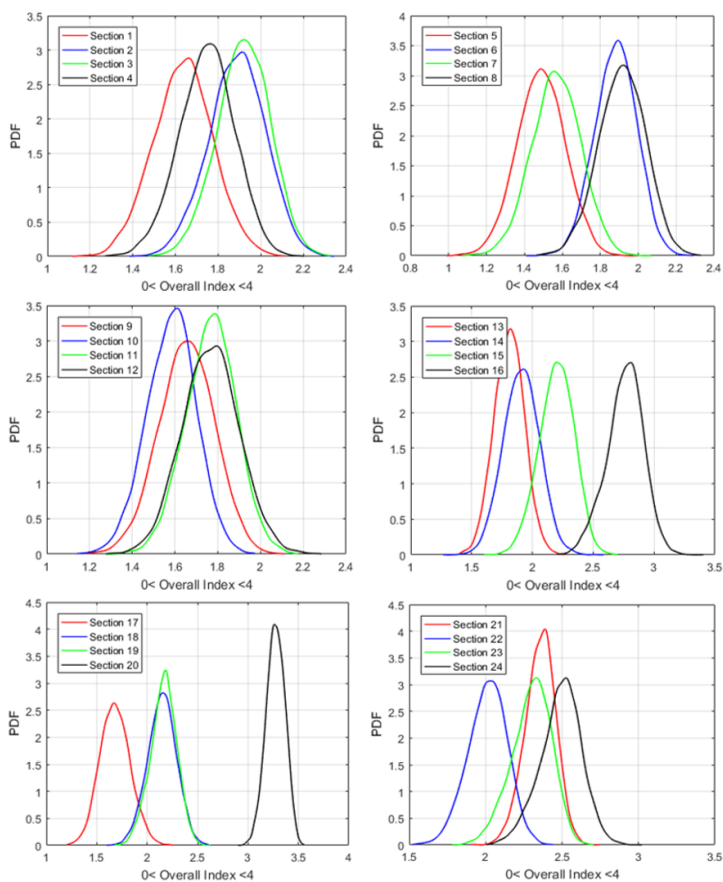 3.5
3
2.5
2
1.5
1
0.5
0
PDF
Section 1
Section 2
Section 3
Section 4
1 1.2 1.4 1.6 1.8 2 2.2 2.4
0< Overall Index <4
4
3.5
3
2.5
2
1.5
1
0.5
0
PDF
Section 5
Section 6
Section 7
Section 8
0.8 1 1.2 1.4 1.6 1.8 2 2.2 2.4
0< Overall Index <4
3.5
3
2.5
2
1.5
1
0.5
0
PDF
Section 9
Section 10
Section 11
Section 12
1 1.2 1.4 1.6 1.8 2 2.2 2.4
0< Overall Index <4
3.5
3
2.5
2
1.5
1
0.5
0
PDF
Section 13
Section 14
Section 15
Section 16
1 1.5 2 2.5 3 3.5
0< Overall Index <4
4.5
4
3.5
3
2.5
2
1.5
1
0.5
0
PDF
Section 17
Section 18
Section 19
Section 20
1 1.5 2 2.5 3 3.5 4
0< Overall Index <4
4.5
4
3.5
3
2.5
2
1.5
1
0.5
0
PDF
Section 21
Section 22
Section 23
Section 24
1.5 2 2.5 3 3.5
0< Overall Index <4